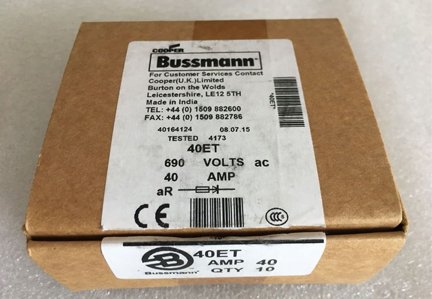 COOPER
Bussmann
For Customer Services Contact
Cooper(U.K.)Limited
Burton on the Wolds
Leicestershire, LE12 5TH
Made in India
TEL: +44 (0) 1509 882600
FAX: +44 (0) 1509 882786
40164124 08.07.15
TESTED 4173
40ET
690 VOLTS ac
40 AMP
aR
CE
CCC
40ET
AMP 40
QTY 10
Bussmann